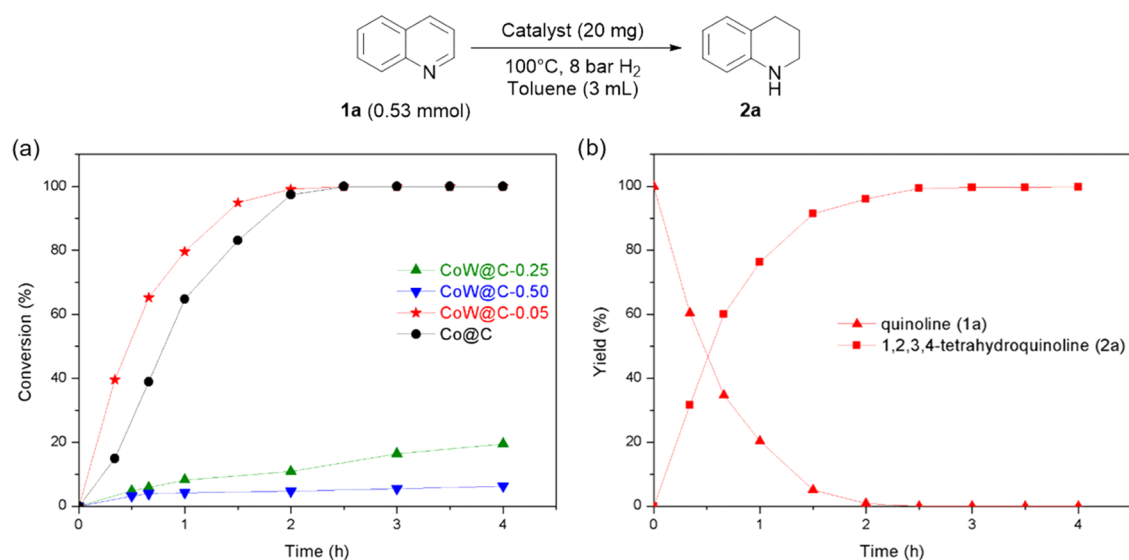 Catalyst (20 mg)
100°C, 8 bar H2
Toluene (3 mL)
N
N
H
1a (0.53 mmol)
2a
(a)
Conversion (%)
100
80
60
40
20
0
0
1
2
3
4
Time (h)
CoW@C-0.25
CoW@C-0.50
CoW@C-0.05
Co@C
(b)
Yield (%)
100
80
60
40
20
0
0
1
2
3
4
Time (h)
quinoline (1a)
1,2,3,4-tetrahydroquinoline (2a)